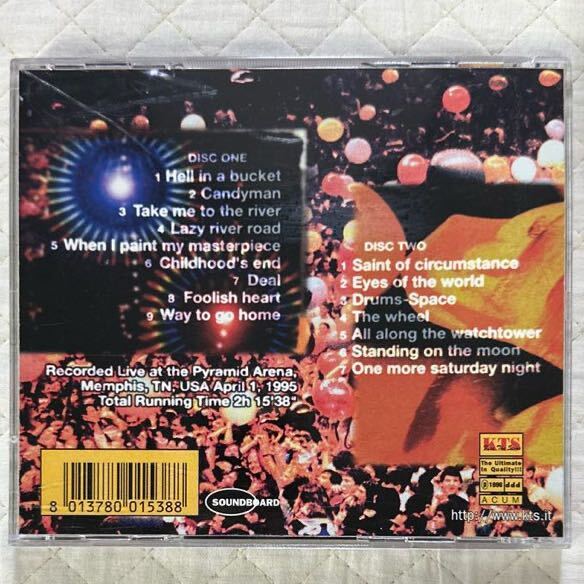 DISC ONE
1 Hell in a bucket
2 Candyman
3 Take me to the river
4 Lazy river road
5 When I paint my masterpiece
6 Childhood's end
7 Deal
8 Foolish heart
9 Way to go home
Recorded Live at the Pyramid Arena,
Memphis, TN, USA April 1, 1995
Total Running Time 2h 15'38"
DISC TWO
1 Saint of circumstance
2 Eyes of the world
3 Drums-Space
4 The wheel
5 All along the watchtower
6 Standing on the moon
7 One more saturday night
8 013780 015388
SOUNDBOARD
KTS
The Ultimate
In Quality!!!
ACUM
http://www.kts.it